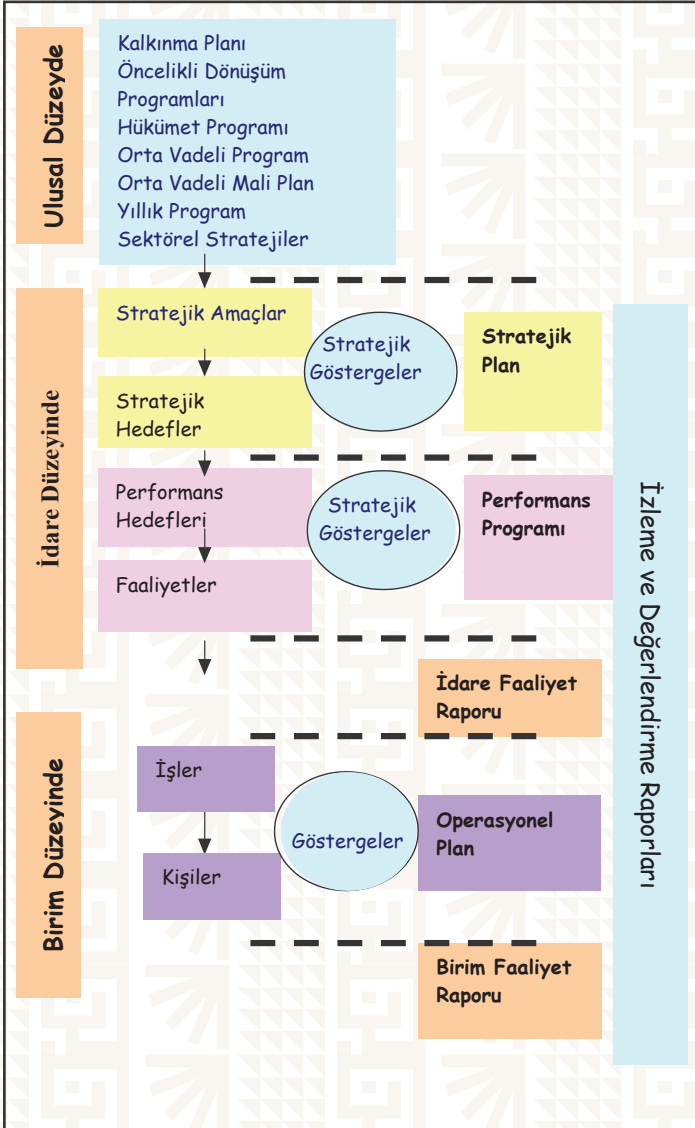 Ulusal Düzeyde
Kalkınma Planı
Öncelikli Dönüşüm
Programları
Hükümet Programı
Orta Vadeli Program
Orta Vadeli Mali Plan
Yıllık Program
Sektörel Stratejiler
İdare Düzeyinde
Stratejik Amaçlar
Stratejik
Hedefler
Stratejik
Göstergeler
Stratejik
Plan
Performans
Hedefleri
Faaliyetler
Stratejik
Göstergeler
Performans
Programı
İdare Faaliyet
Raporu
Birim Düzeyinde
İşler
Kişiler
Göstergeler
Operasyonel
Plan
Birim Faaliyet
Raporu
İzleme ve Değerlendirme Raporları